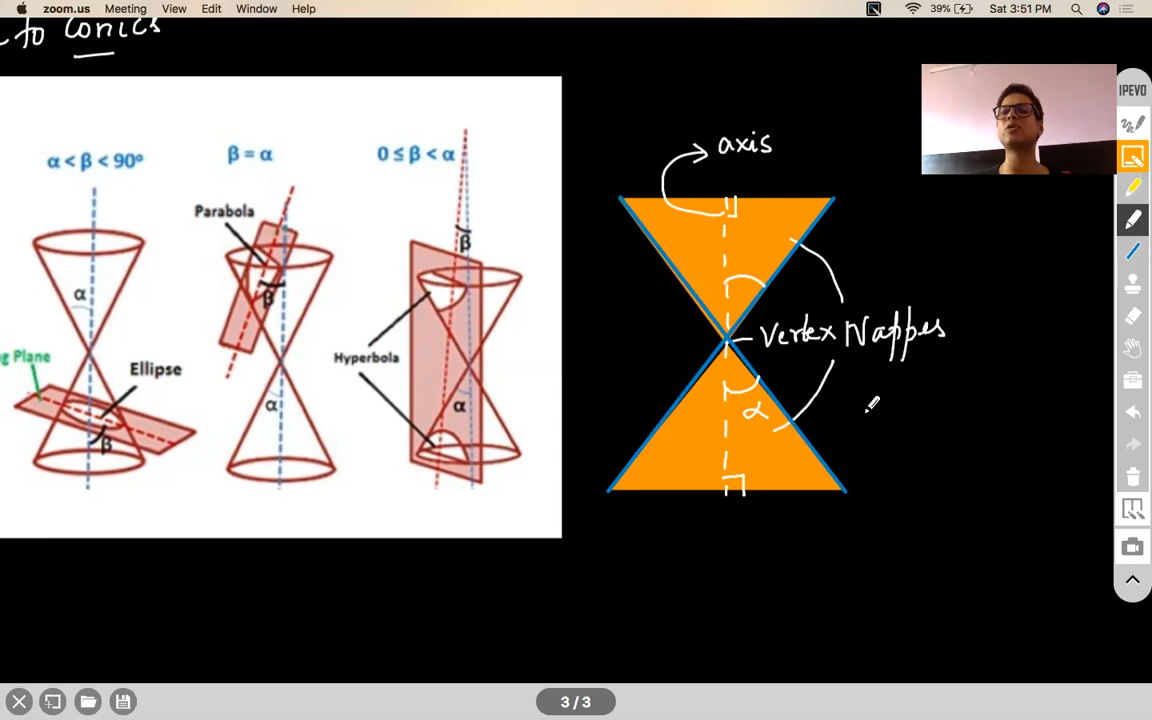 zoom.us Meeting View Edit Window Help
39% Sat 3:51 PM
to Conics
IPEVO
α < β < 90°
β = α
0 ≤ β < α
axis
Parabola
β
β
α
Vertex Nappes
Plane
Ellipse
Hyperbola
α
α
α
β
3 / 3